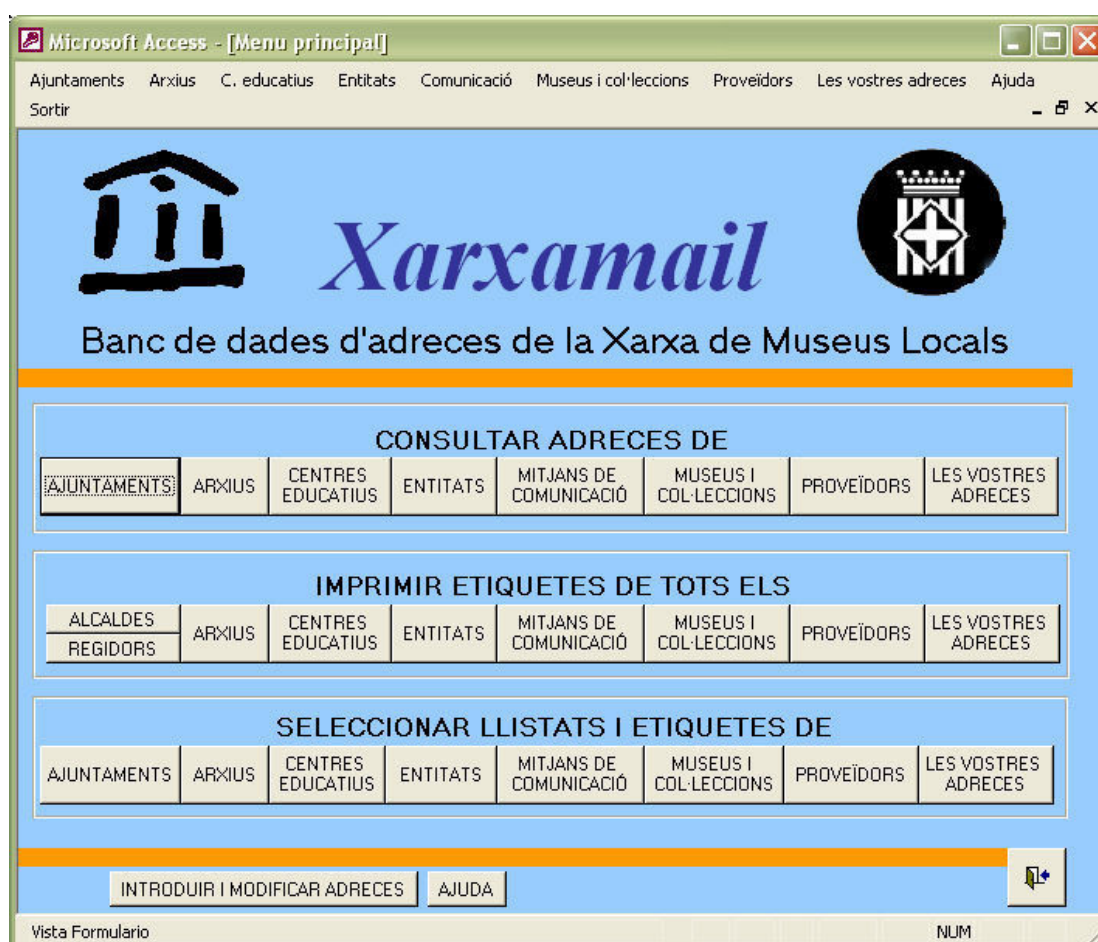 Microsoft Access - [Menu principal]
Ajuntaments Arxius C. educatius Entitats Comunicació Museus i col·leccions Proveïdors Les vostres adreces Ajuda
Sortir
Xarxamail
Banc de dades d'adreces de la Xarxa de Museus Locals
CONSULTAR ADRECES DE
AJUNTAMENTS
ARXIUS
CENTRES
EDUCATIUS
ENTITATS
MITJANS DE
COMUNICACIÓ
MUSEUS I
COL·LECCIONS
PROVEÏDORS
LES VOSTRES
ADRECES
IMPRIMIR ETIQUETES DE TOTS ELS
ALCALDES
REGIDORS
ARXIUS
CENTRES
EDUCATIUS
ENTITATS
MITJANS DE
COMUNICACIÓ
MUSEUS I
COL·LECCIONS
PROVEÏDORS
LES VOSTRES
ADRECES
SELECCIONAR LLISTATS I ETIQUETES DE
AJUNTAMENTS
ARXIUS
CENTRES
EDUCATIUS
ENTITATS
MITJANS DE
COMUNICACIÓ
MUSEUS I
COL·LECCIONS
PROVEÏDORS
LES VOSTRES
ADRECES
INTRODUIR I MODIFICAR ADRECES
AJUDA
Vista Formulario
NUM